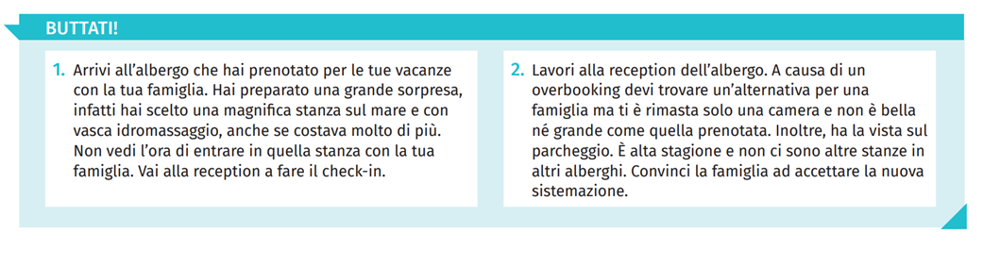 BUTTATI!
1. Arrivi all'albergo che hai prenotato per le tue vacanze
con la tua famiglia. Hai preparato una grande sorpresa,
infatti hai scelto una magnifica stanza sul mare e con
vasca idromassaggio, anche se costava molto di più.
Non vedi l'ora di entrare in quella stanza con la tua
famiglia. Vai alla reception a fare il check-in.
2. Lavori alla reception dell'albergo. A causa di un
overbooking devi trovare un'alternativa per una
famiglia ma ti è rimasta solo una camera e non è bella
né grande come quella prenotata. Inoltre, ha la vista sul
parcheggio. È alta stagione e non ci sono altre stanze in
altri alberghi. Convinci la famiglia ad accettare la nuova
sistemazione.